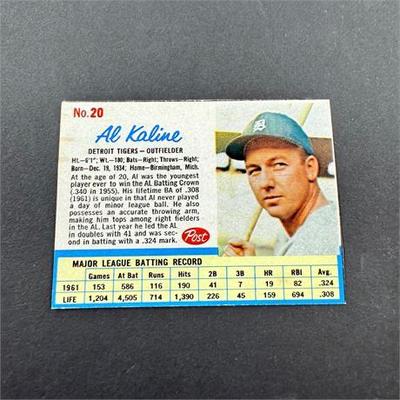 No. 20
Al Kaline
DETROIT TIGERS — OUTFIELDER
Ht.—6'1"; Wt.—180; Bats—Right; Throws—Right;
Born—Dec. 19, 1934; Home—Birmingham, Mich.
At the age of 20, Al was the youngest
player ever to win the AL Batting Crown
(.340 in 1955). His lifetime BA of .308
(1961) is unique in that Al never played
a day of minor league ball. He also
possesses an accurate throwing arm,
making him tops among right fielders
in the AL. Last year he led the AL
in doubles with 41 and was sec-
ond in batting with a .324 mark.
Post
MAJOR LEAGUE BATTING RECORD
Games At Bat Runs Hits 2B 3B HR RBI Avg.
1961 153 586 116 190 41 7 19 82 .324
LIFE 1,204 4,505 714 1,390 226 45 159 694 .308